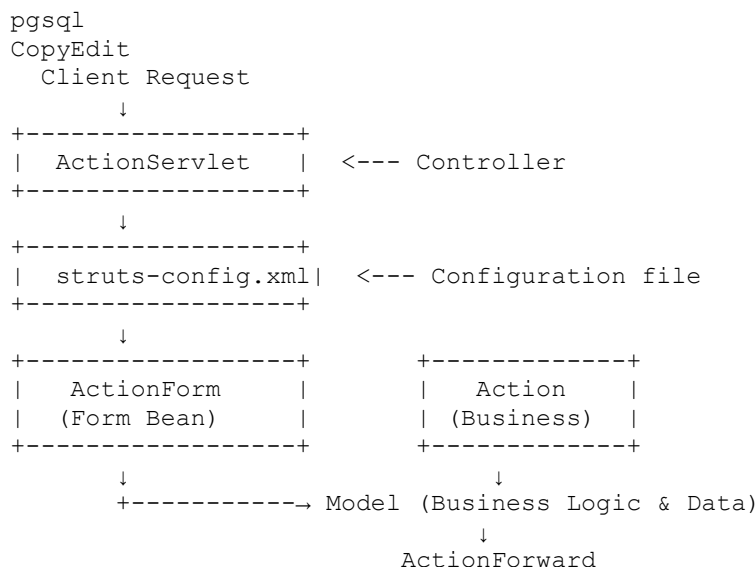 pgsql
CopyEdit
  Client Request
       ↓
+------------------+
|  ActionServlet   |  <--- Controller
+------------------+
       ↓
+------------------+
|  struts-config.xml|  <--- Configuration file
+------------------+
       ↓
+------------------+       +-------------+
|   ActionForm     |       |   Action    |
|  (Form Bean)     |       | (Business)  |
+------------------+       +-------------+
       ↓                        ↓
       +-----------→ Model (Business Logic & Data)
                               ↓
                          ActionForward